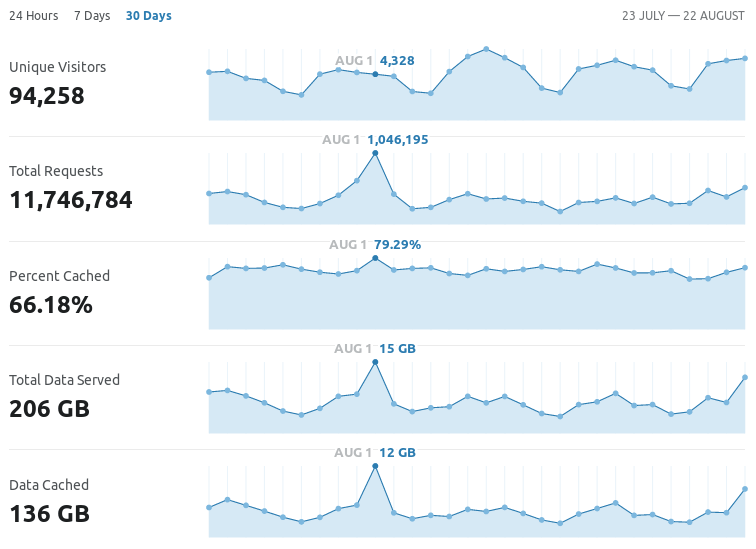 24 Hours 7 Days 30 Days 23 JULY — 22 AUGUST
AUG 1 4,328
Unique Visitors
94,258
AUG 1 1,046,195
Total Requests
11,746,784
AUG 1 79.29%
Percent Cached
66.18%
AUG 1 15 GB
Total Data Served
206 GB
AUG 1 12 GB
Data Cached
136 GB